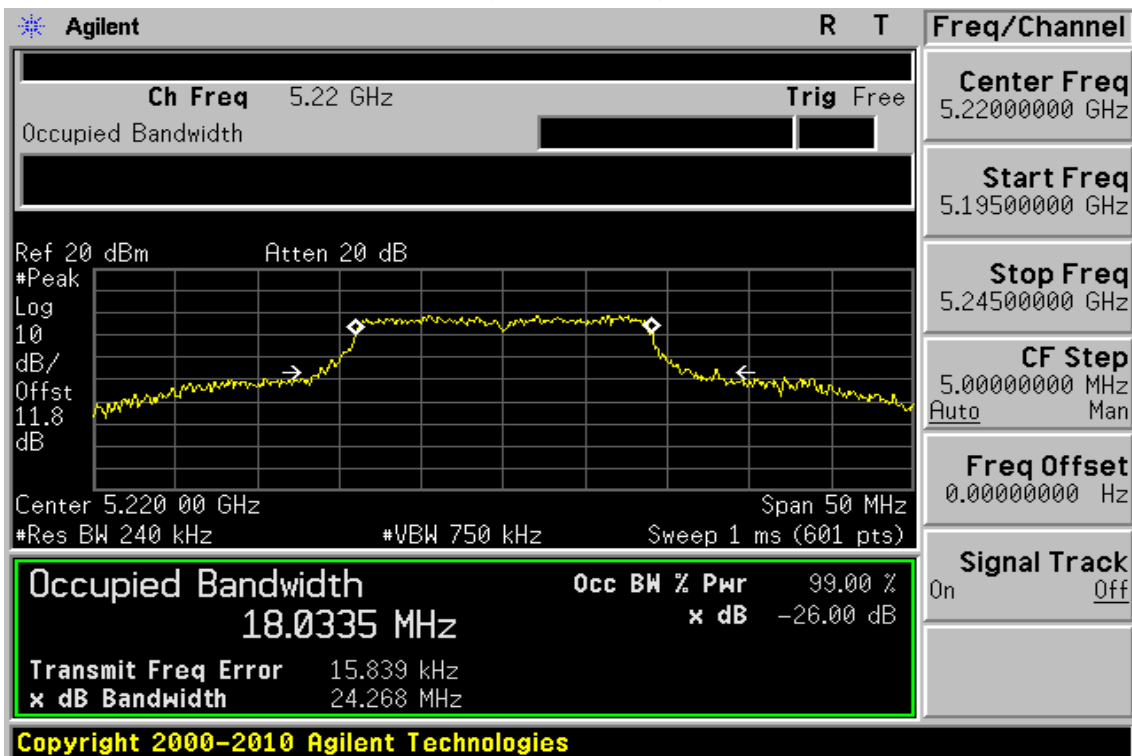 Agilent R T
Ch Freq 5.22 GHz Trig Free
Occupied Bandwidth
Ref 20 dBm Atten 20 dB
#Peak
Log
10
dB/
Offst
11.8
dB
Center 5.220 00 GHz Span 50 MHz
#Res BW 240 kHz #VBW 750 kHz Sweep 1 ms (601 pts)
Occupied Bandwidth
18.0335 MHz
Occ BW % Pwr 99.00 %
x dB -26.00 dB
Transmit Freq Error 15.839 kHz
x dB Bandwidth 24.268 MHz
Copyright 2000-2010 Agilent Technologies
Freq/Channel
Center Freq
5.22000000 GHz
Start Freq
5.19500000 GHz
Stop Freq
5.24500000 GHz
CF Step
5.00000000 MHz
Auto Man
Freq Offset
0.00000000 Hz
Signal Track
On Off